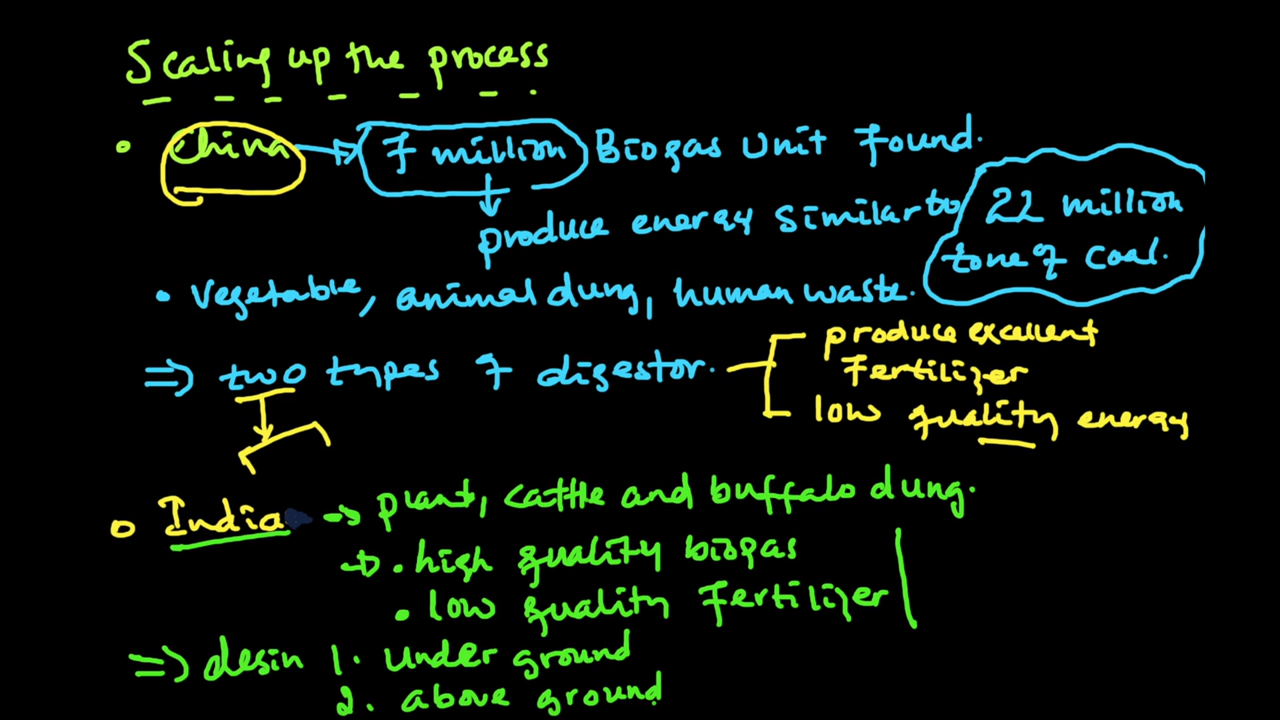 Scaling up the process
• China → 7 million Biogas unit found.
produce energy similar to 22 million
tone of coal.
• vegetable, animal dung, human waste.
⇒ two types of digestor.
produce excellent
fertilizer
low quality energy
o India → plant, cattle and buffalo dung.
→ • high quality biogas
• low quality fertilizer
⇒ desin 1. under ground
2. above ground